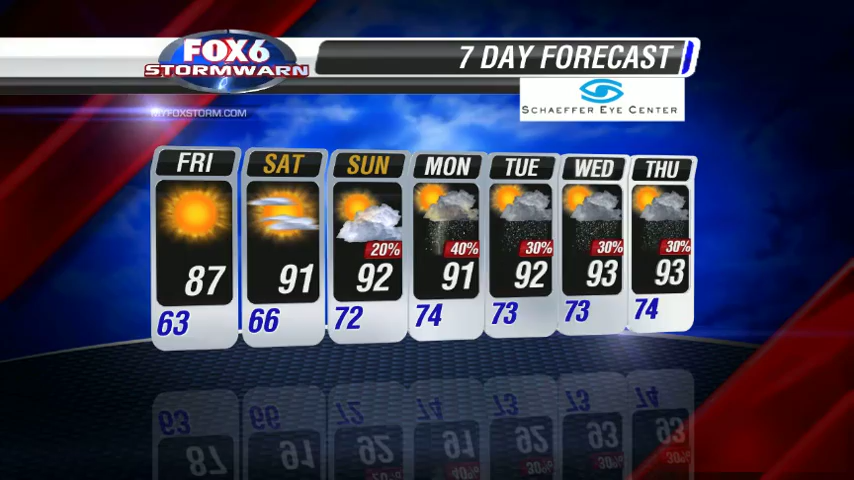 FOX6
STORMWARN
7 DAY FORECAST
SCHAEFFER EYE CENTER
MYFOXSTORM.COM
FRI SAT SUN MON TUE WED THU
20% 40% 30% 30% 30%
87 91 92 91 92 93 93
63 66 72 74 73 73 74